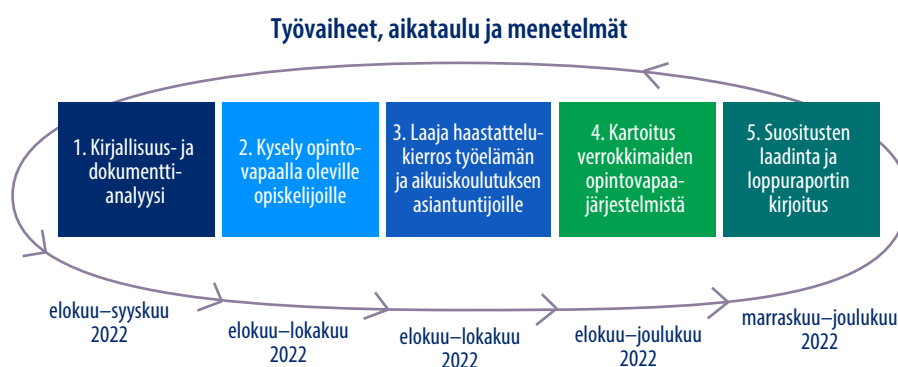 Työvaiheet, aikataulu ja menetelmät
1. Kirjallisuus- ja
dokumentti-
analyysi
2. Kysely opinto-
vapaalla oleville
opiskelijoille
3. Laaja haastattelu-
kierros työelämän
ja aikuiskoulutuksen
asiantuntijoille
4. Kartoitus
verrokkimaiden
opintovapaa-
järjestelmistä
5. Suositusten
laadinta ja
loppuraportin
kirjoitus
elokuu–syyskuu
2022
elokuu–lokakuu
2022
elokuu–lokakuu
2022
elokuu–joulukuu
2022
marraskuu–joulukuu
2022